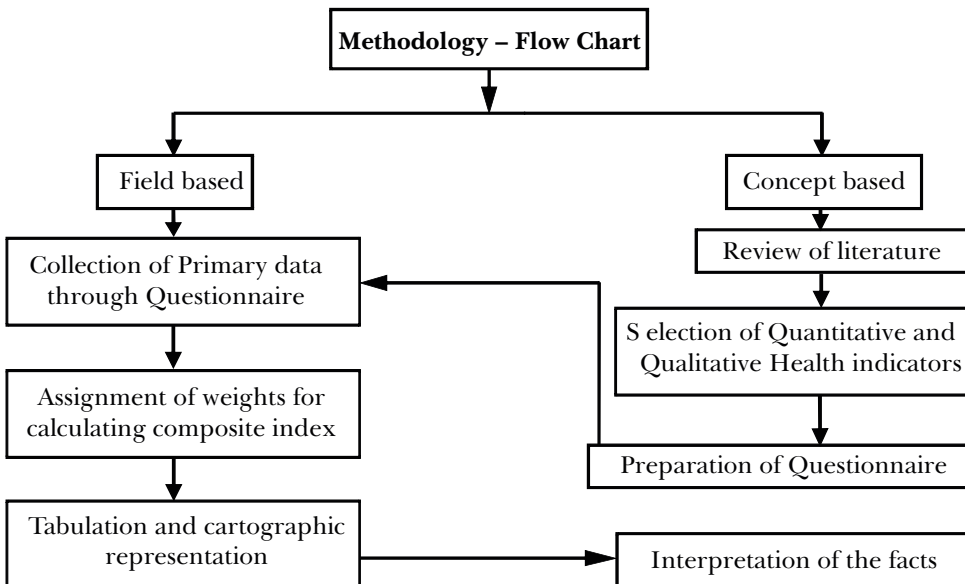 Methodology – Flow Chart
Field based
Concept based
Collection of Primary data
through Questionnaire
Review of literature
S election of Quantitative and
Qualitative Health indicators
Assignment of weights for
calculating composite index
Preparation of Questionnaire
Tabulation and cartographic
representation
Interpretation of the facts